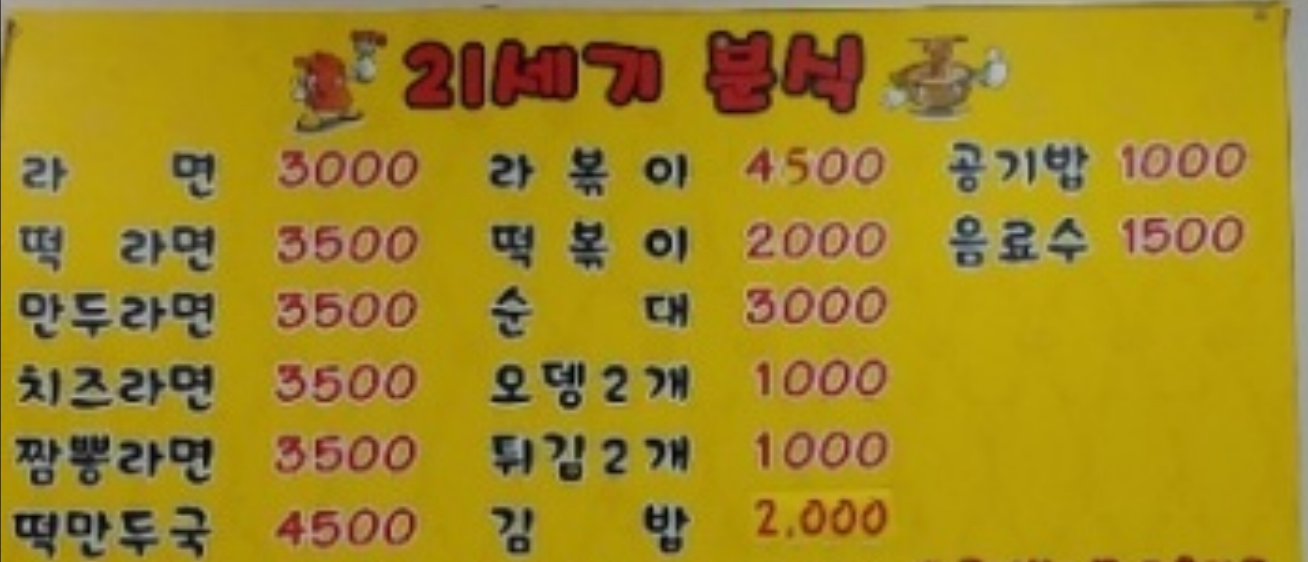 21세기 분식
라면 3000 라볶이 4500 공기밥 1000
떡라면 3500 떡볶이 2000 음료수 1500
만두라면 3500 순대 3000
치즈라면 3500 오뎅2개 1000
짬뽕라면 3500 튀김2개 1000
떡만두국 4500 김밥 2,000